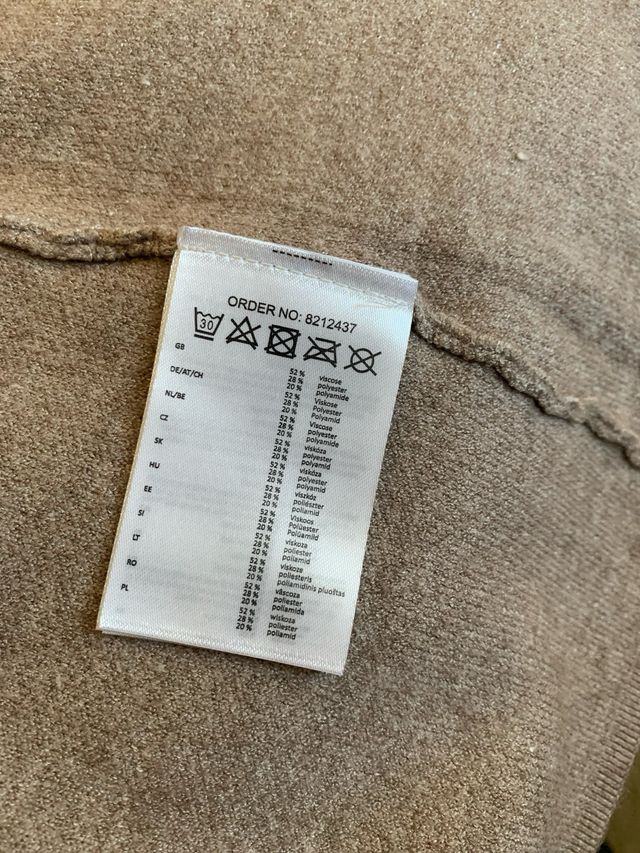 ORDER NO: 8212437
30
GB 52 % viscose
28 % polyester
20 % polyamide
DE/AT/CH 52 % Viskose
28 % Polyester
20 % Polyamid
NL/BE 52 % Viscose
28 % polyester
20 % polyamide
CZ 52 % viskóza
28 % polyester
20 % polyamid
SK 52 % viskóza
28 % polyester
20 % polyamid
HU 52 % viszkóz
28 % poliészter
20 % poliamid
EE 52 % Viskoos
28 % Polüester
20 % Polüamid
SI 52 % viskoza
28 % poliester
20 % poliamid
LT 52 % viskozė
28 % poliesteris
20 % poliamidinis pluoštas
RO 52 % vâscoza
28 % poliester
20 % poliamida
PL 52 % wiskoza
28 % poliester
20 % poliamid